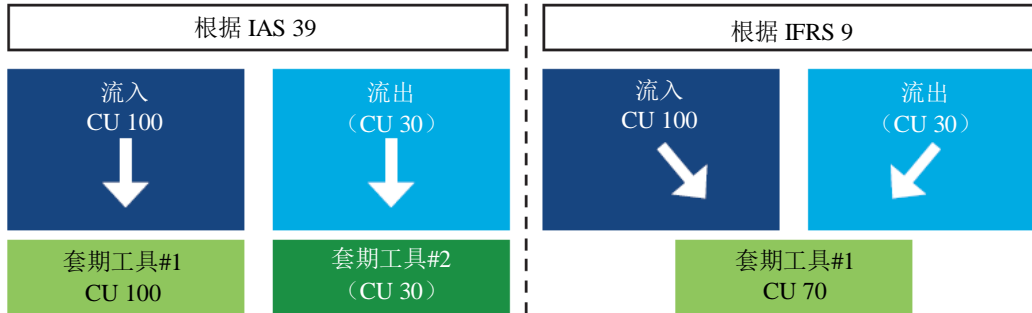 根据 IAS 39
流入
CU 100
流出
（CU 30）
套期工具#1
CU 100
套期工具#2
（CU 30）
根据 IFRS 9
流入
CU 100
流出
（CU 30）
套期工具#1
CU 70